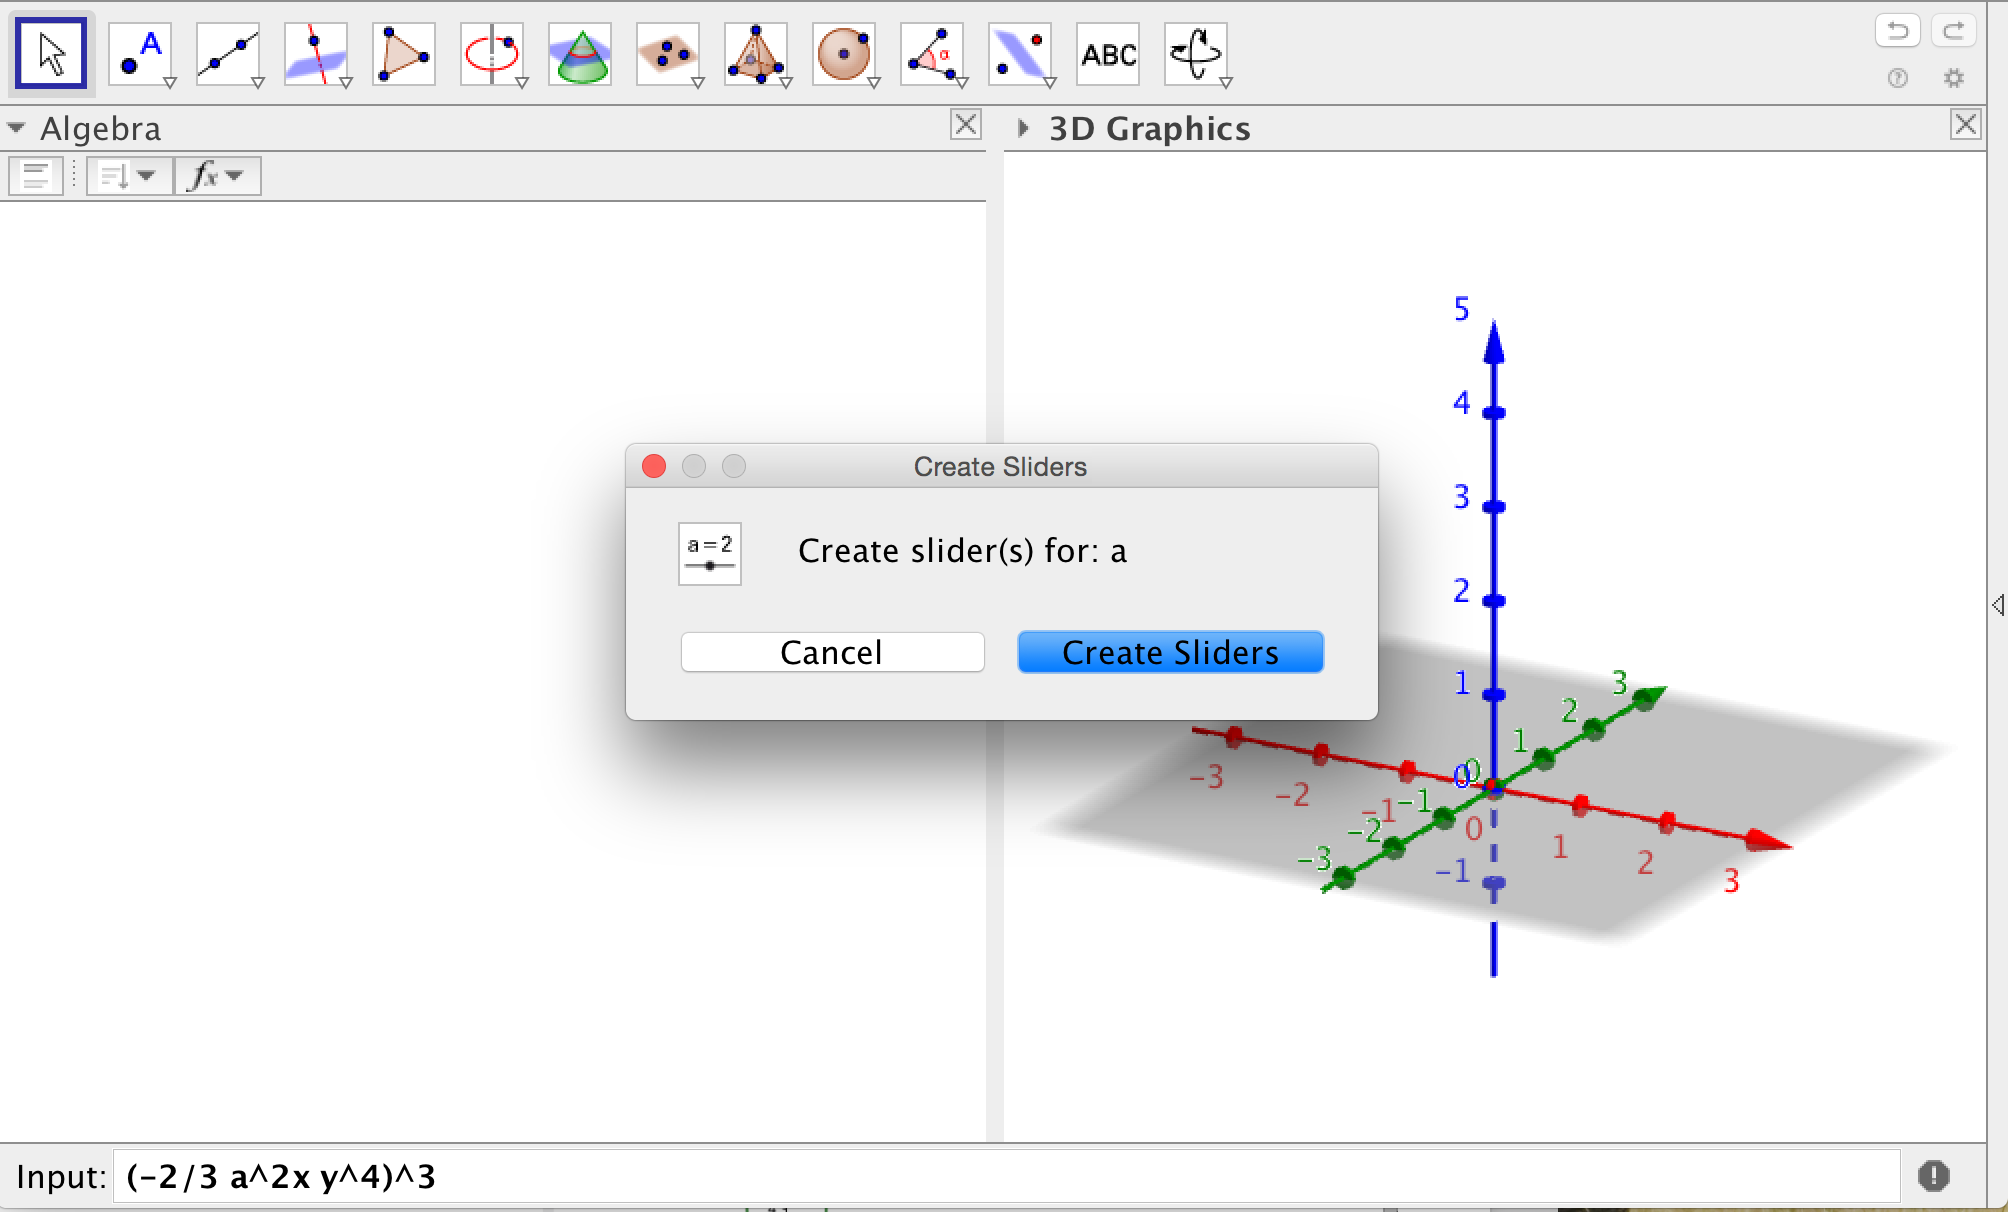 A
α
ABC
Algebra
3D Graphics
fx
5
4
3
2
1
0
-1
3
2
1
0
-1
-2
-3
-3
-2
-1
0
1
2
3
Create Sliders
a=2
Create slider(s) for: a
Cancel
Create Sliders
Input: (-2/3 a^2x y^4)^3